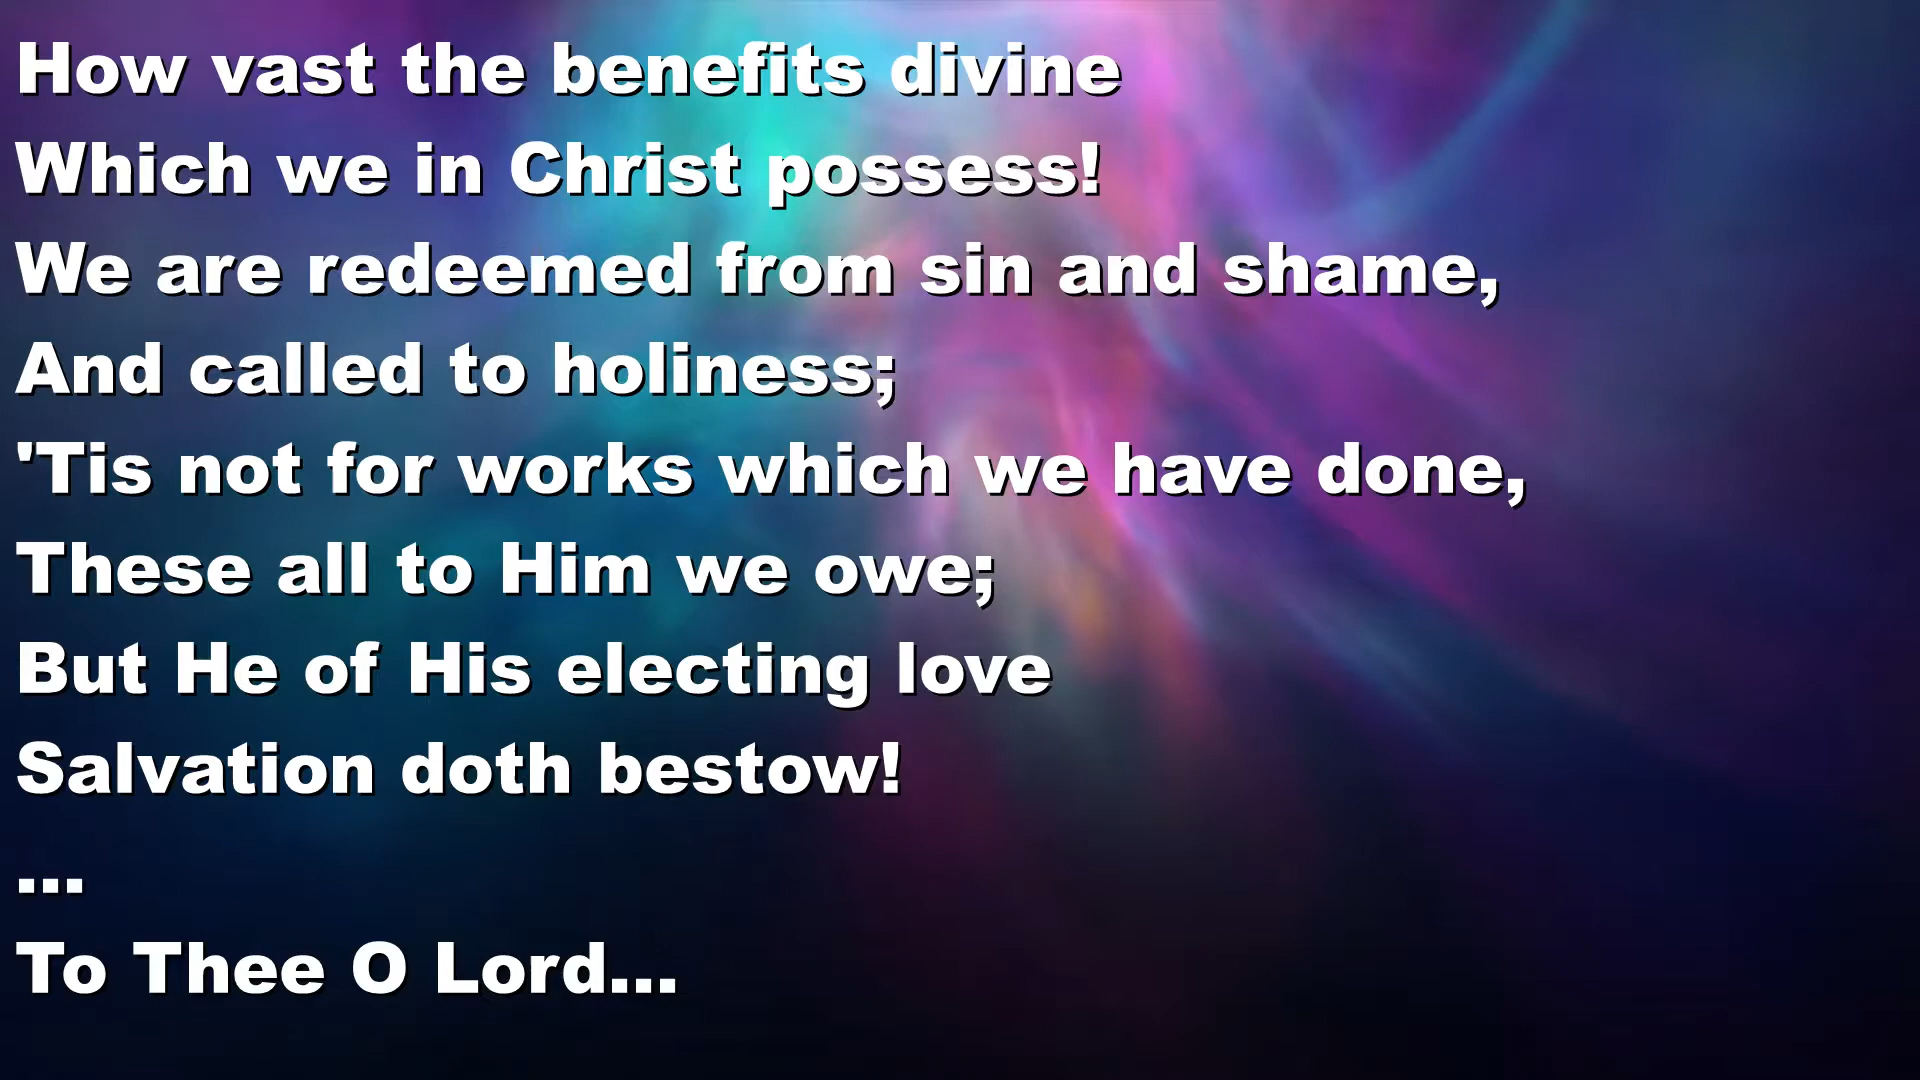 How vast the benefits divine
Which we in Christ possess!
We are redeemed from sin and shame,
And called to holiness;
'Tis not for works which we have done,
These all to Him we owe;
But He of His electing love
Salvation doth bestow!
...
To Thee O Lord...